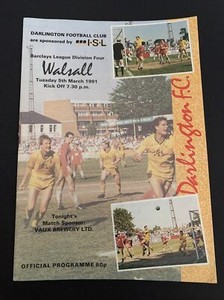 DARLINGTON FOOTBALL CLUB
are sponsored by I·S·L
Barclays League Division Four
Walsall
Tuesday 5th March 1991
Kick Off 7.30 p.m.
Darlington F.C.
Tonight's
Match Sponsor:
VAUX BREWERY LTD.
OFFICIAL PROGRAMME 80p